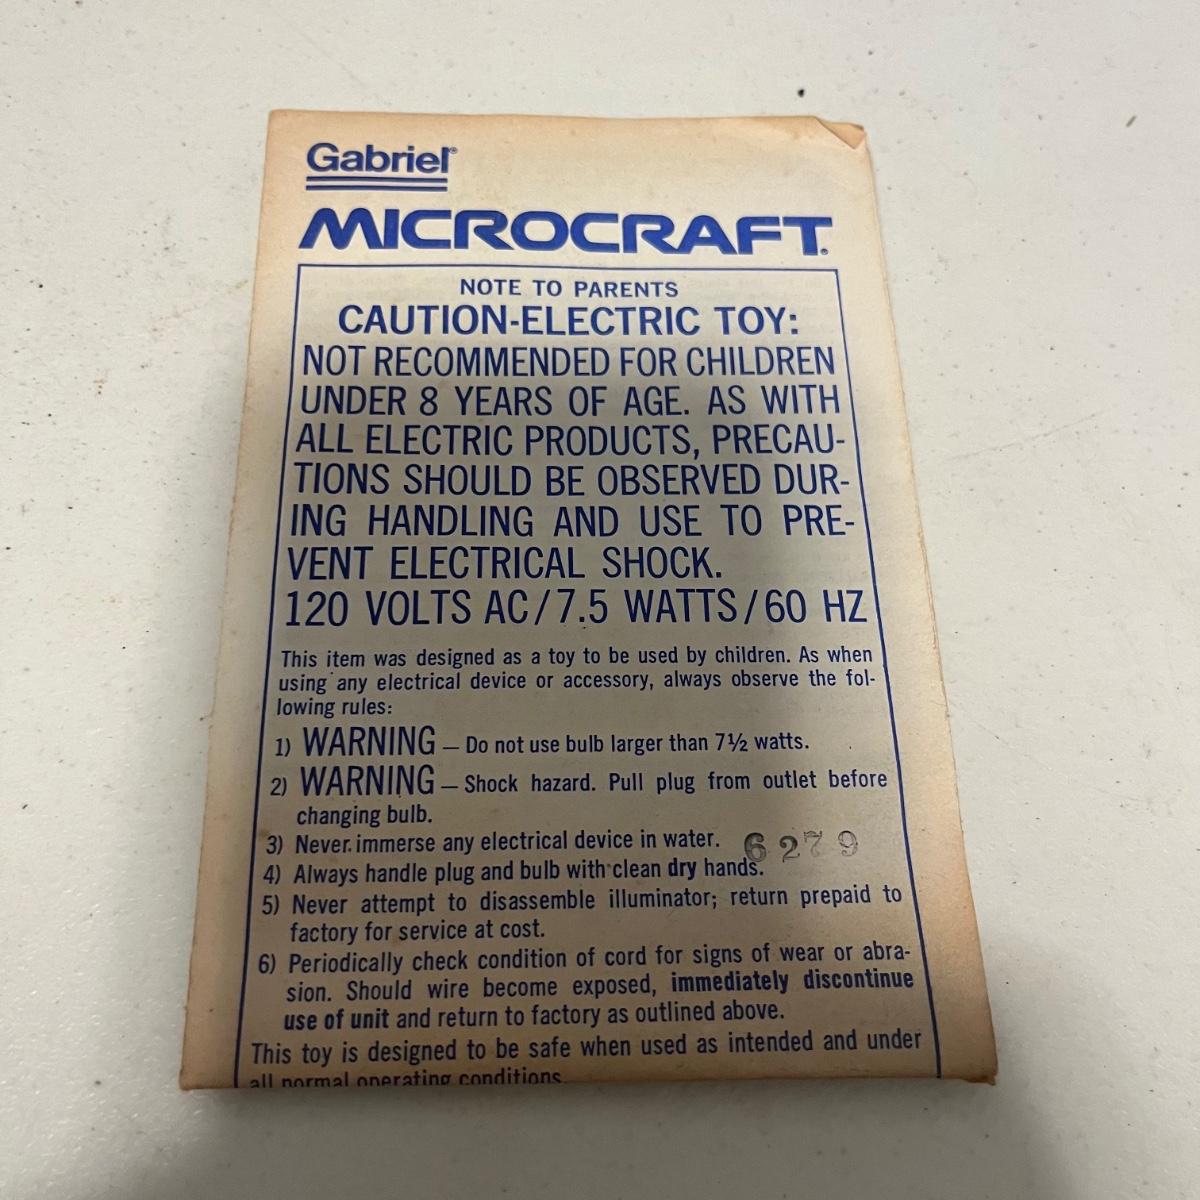 Gabriel®
MICROCRAFT®
NOTE TO PARENTS
CAUTION-ELECTRIC TOY:
NOT RECOMMENDED FOR CHILDREN
UNDER 8 YEARS OF AGE. AS WITH
ALL ELECTRIC PRODUCTS, PRECAU-
TIONS SHOULD BE OBSERVED DUR-
ING HANDLING AND USE TO PRE-
VENT ELECTRICAL SHOCK.
120 VOLTS AC/7.5 WATTS/60 HZ
This item was designed as a toy to be used by children. As when
using any electrical device or accessory, always observe the fol-
lowing rules:
1) WARNING – Do not use bulb larger than 7½ watts.
2) WARNING – Shock hazard. Pull plug from outlet before
changing bulb.
3) Never immerse any electrical device in water.
6279
4) Always handle plug and bulb with clean dry hands.
5) Never attempt to disassemble illuminator; return prepaid to
factory for service at cost.
6) Periodically check condition of cord for signs of wear or abra-
sion. Should wire become exposed, immediately discontinue
use of unit and return to factory as outlined above.
This toy is designed to be safe when used as intended and under
all normal operating conditions.